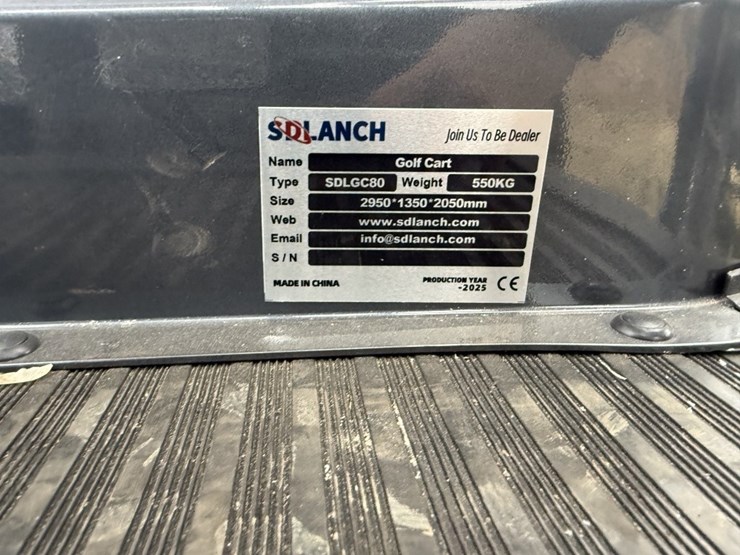 SDLANCH Join Us To Be Dealer
Name Golf Cart
Type SDLGC80 Weight 550KG
Size 2950*1350*2050mm
Web www.sdlanch.com
Email info@sdlanch.com
S / N
MADE IN CHINA PRODUCTION YEAR
-2025 CE